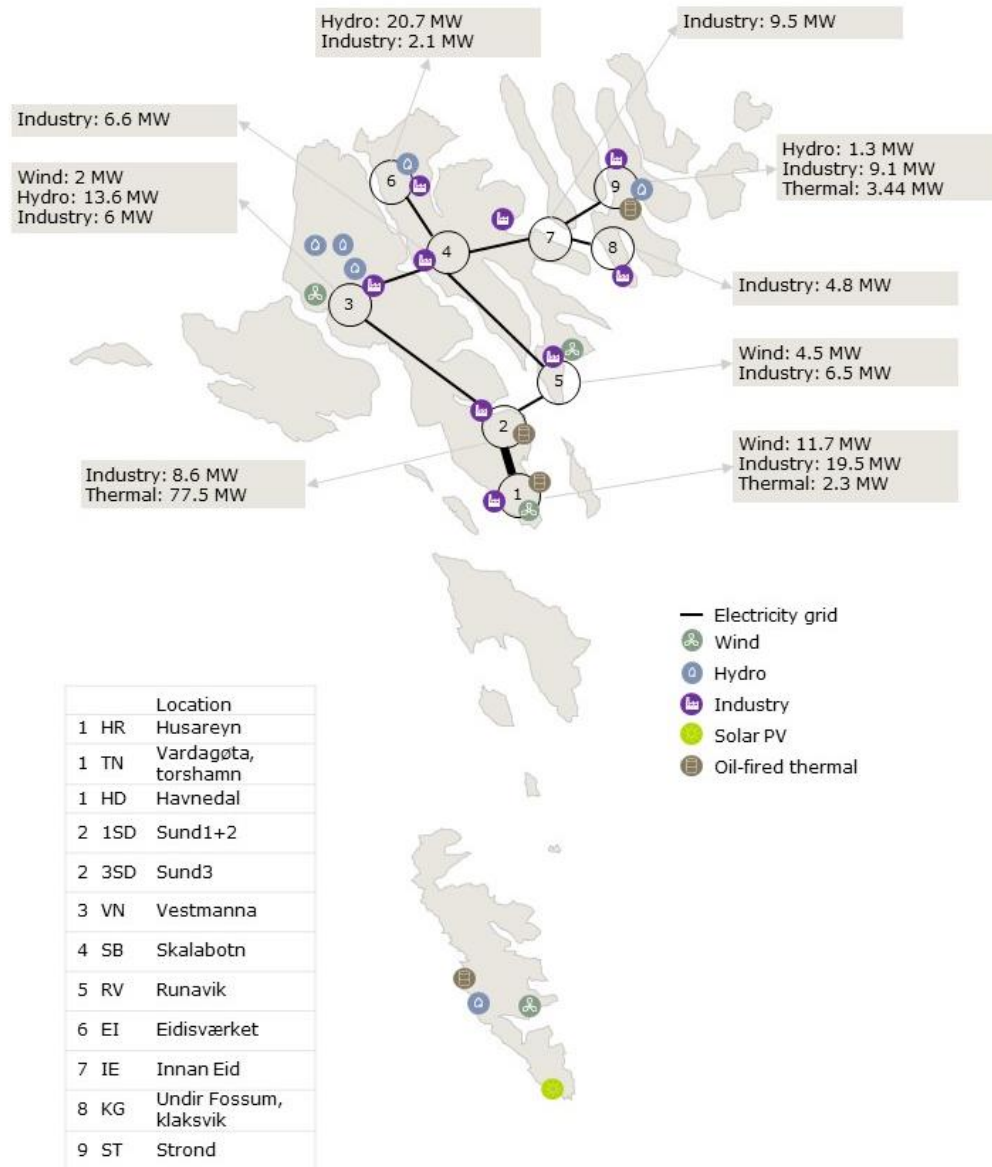 Hydro: 20.7 MW
Industry: 2.1 MW
Industry: 9.5 MW
Industry: 6.6 MW
Wind: 2 MW
Hydro: 13.6 MW
Industry: 6 MW
Hydro: 1.3 MW
Industry: 9.1 MW
Thermal: 3.44 MW
6
9
4
7
8
3
Industry: 4.8 MW
Wind: 4.5 MW
Industry: 6.5 MW
5
2
Industry: 8.6 MW
Thermal: 77.5 MW
1
Wind: 11.7 MW
Industry: 19.5 MW
Thermal: 2.3 MW
Electricity grid
Wind
Hydro
Industry
Solar PV
Oil-fired thermal
Location
1 HR Husareyn
1 TN Vardagøta,
torshamn
1 HD Havnedal
2 1SD Sund1+2
2 3SD Sund3
3 VN Vestmanna
4 SB Skalabotn
5 RV Runavik
6 EI Eidisværket
7 IE Innan Eid
8 KG Undir Fossum,
klaksvik
9 ST Strond